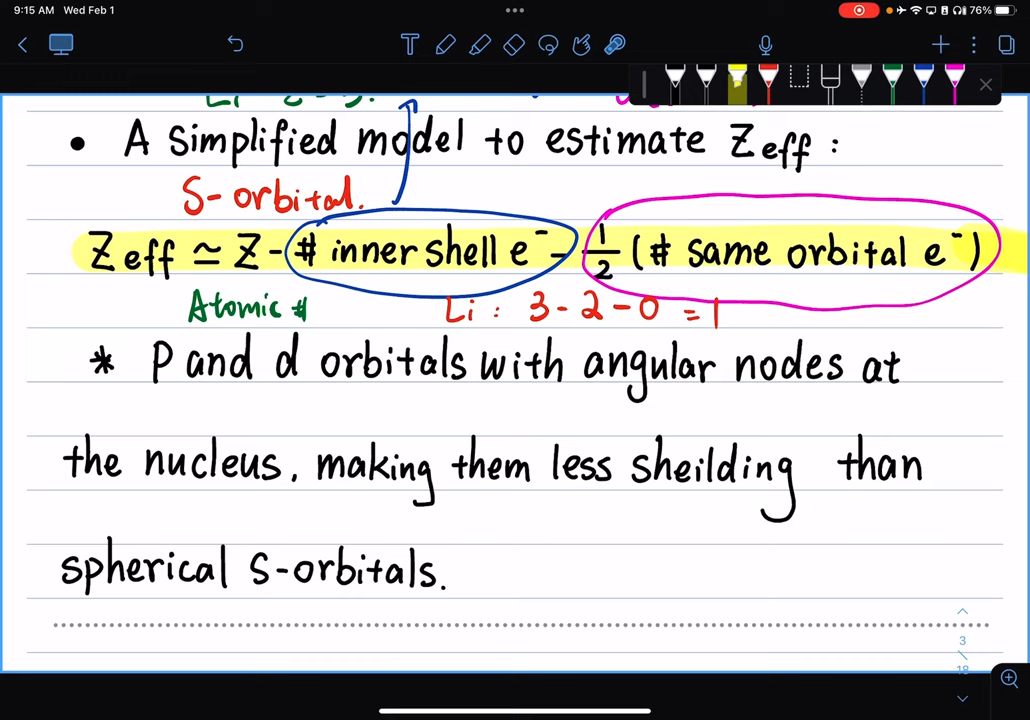 9:15 AM Wed Feb 1
76%
• A simplified model to estimate Zeff :
S-orbital.
Zeff ≃ Z - # inner shell e⁻ - 1/2 (# same orbital e⁻)
Atomic #
Li : 3 - 2 - 0 = 1
* P and d orbitals with angular nodes at
the nucleus, making them less sheilding than
spherical S-orbitals.
3
18